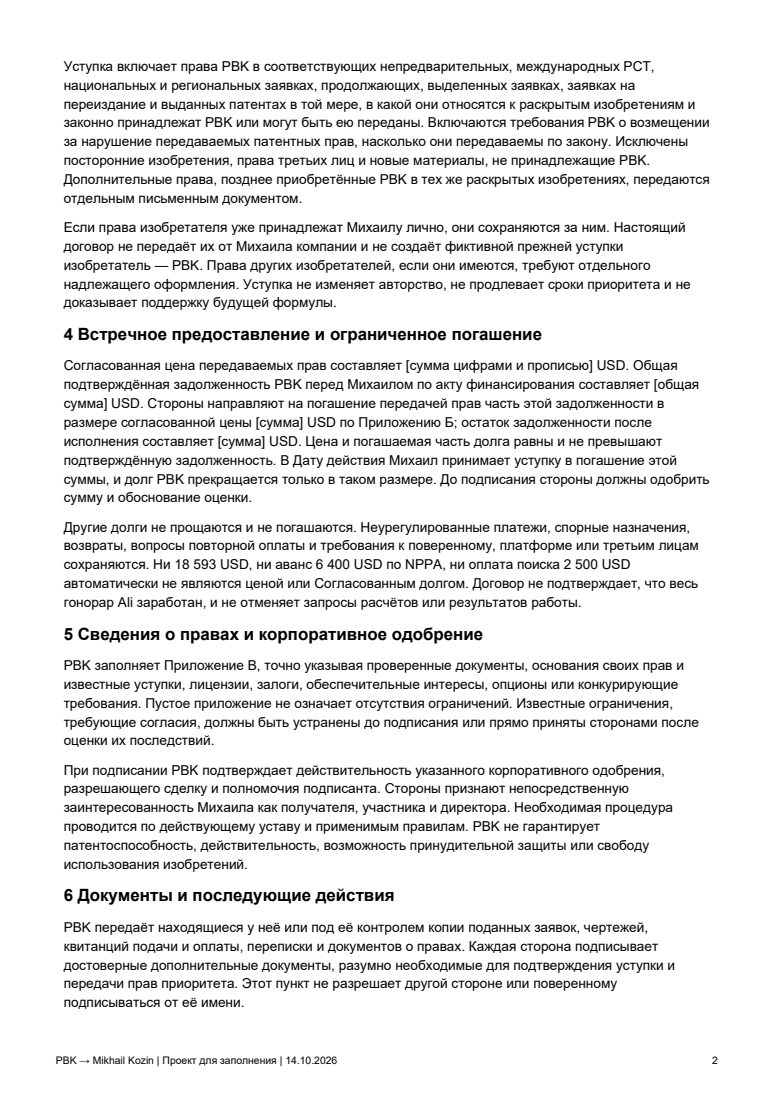 Уступка включает права PBK в соответствующих непредварительных, международных PCT,
национальных и региональных заявках, продолжающих, выделенных заявках, заявках на
переиздание и выданных патентах в той мере, в какой они относятся к раскрытым изобретениям и
законно принадлежат PBK или могут быть ею переданы. Включаются требования PBK о возмещении
за нарушение передаваемых патентных прав, насколько они передаваемы по закону. Исключены
посторонние изобретения, права третьих лиц и новые материалы, не принадлежащие PBK.
Дополнительные права, позднее приобретённые PBK в тех же раскрытых изобретениях, передаются
отдельным письменным документом.
Если права изобретателя уже принадлежат Михаилу лично, они сохраняются за ним. Настоящий
договор не передаёт их от Михаила компании и не создаёт фиктивной прежней уступки
изобретатель — PBK. Права других изобретателей, если они имеются, требуют отдельного
надлежащего оформления. Уступка не изменяет авторство, не продлевает сроки приоритета и не
доказывает поддержку будущей формулы.
4 Встречное предоставление и ограниченное погашение
Согласованная цена передаваемых прав составляет [сумма цифрами и прописью] USD. Общая
подтверждённая задолженность PBK перед Михаилом по акту финансирования составляет [общая
сумма] USD. Стороны направляют на погашение передачей прав часть этой задолженности в
размере согласованной цены [сумма] USD по Приложению Б; остаток задолженности после
исполнения составляет [сумма] USD. Цена и погашаемая часть долга равны и не превышают
подтверждённую задолженность. В Дату действия Михаил принимает уступку в погашение этой
суммы, и долг PBK прекращается только в таком размере. До подписания стороны должны одобрить
сумму и обоснование оценки.
Другие долги не прощаются и не погашаются. Неурегулированные платежи, спорные назначения,
возвраты, вопросы повторной оплаты и требования к поверенному, платформе или третьим лицам
сохраняются. Ни 18 593 USD, ни аванс 6 400 USD по NPPA, ни оплата поиска 2 500 USD
автоматически не являются ценой или Согласованным долгом. Договор не подтверждает, что весь
гонорар Ali заработан, и не отменяет запросы расчётов или результатов работы.
5 Сведения о правах и корпоративное одобрение
PBK заполняет Приложение В, точно указывая проверенные документы, основания своих прав и
известные уступки, лицензии, залоги, обеспечительные интересы, опционы или конкурирующие
требования. Пустое приложение не означает отсутствия ограничений. Известные ограничения,
требующие согласия, должны быть устранены до подписания или прямо приняты сторонами после
оценки их последствий.
При подписании PBK подтверждает действительность указанного корпоративного одобрения,
разрешающего сделку и полномочия подписанта. Стороны признают непосредственную
заинтересованность Михаила как получателя, участника и директора. Необходимая процедура
проводится по действующему уставу и применимым правилам. PBK не гарантирует
патентоспособность, действительность, возможность принудительной защиты или свободу
использования изобретений.
6 Документы и последующие действия
PBK передаёт находящиеся у неё или под её контролем копии поданных заявок, чертежей,
квитанций подачи и оплаты, переписки и документов о правах. Каждая сторона подписывает
достоверные дополнительные документы, разумно необходимые для подтверждения уступки и
передачи прав приоритета. Этот пункт не разрешает другой стороне или поверенному
подписываться от её имени.
PBK → Mikhail Kozin | Проект для заполнения | 14.10.2026 2